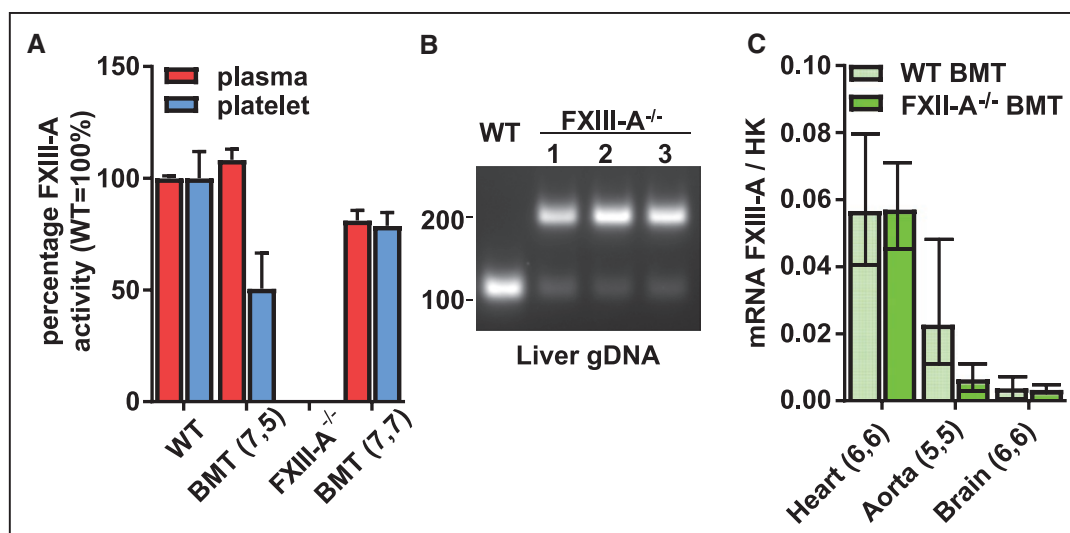 A
percentage FXIII-A
activity (WT=100%)
150
100
50
0
plasma
platelet
WT
BMT (7,5)
FXIII-A-/-
BMT (7,7)
B
WT
FXIII-A-/-
1 2 3
200-
100-
Liver gDNA
C
mRNA FXIII-A / HK
0.10
0.08
0.06
0.04
0.02
0.00
WT BMT
FXII-A-/- BMT
Heart (6,6)
Aorta (5,5)
Brain (6,6)